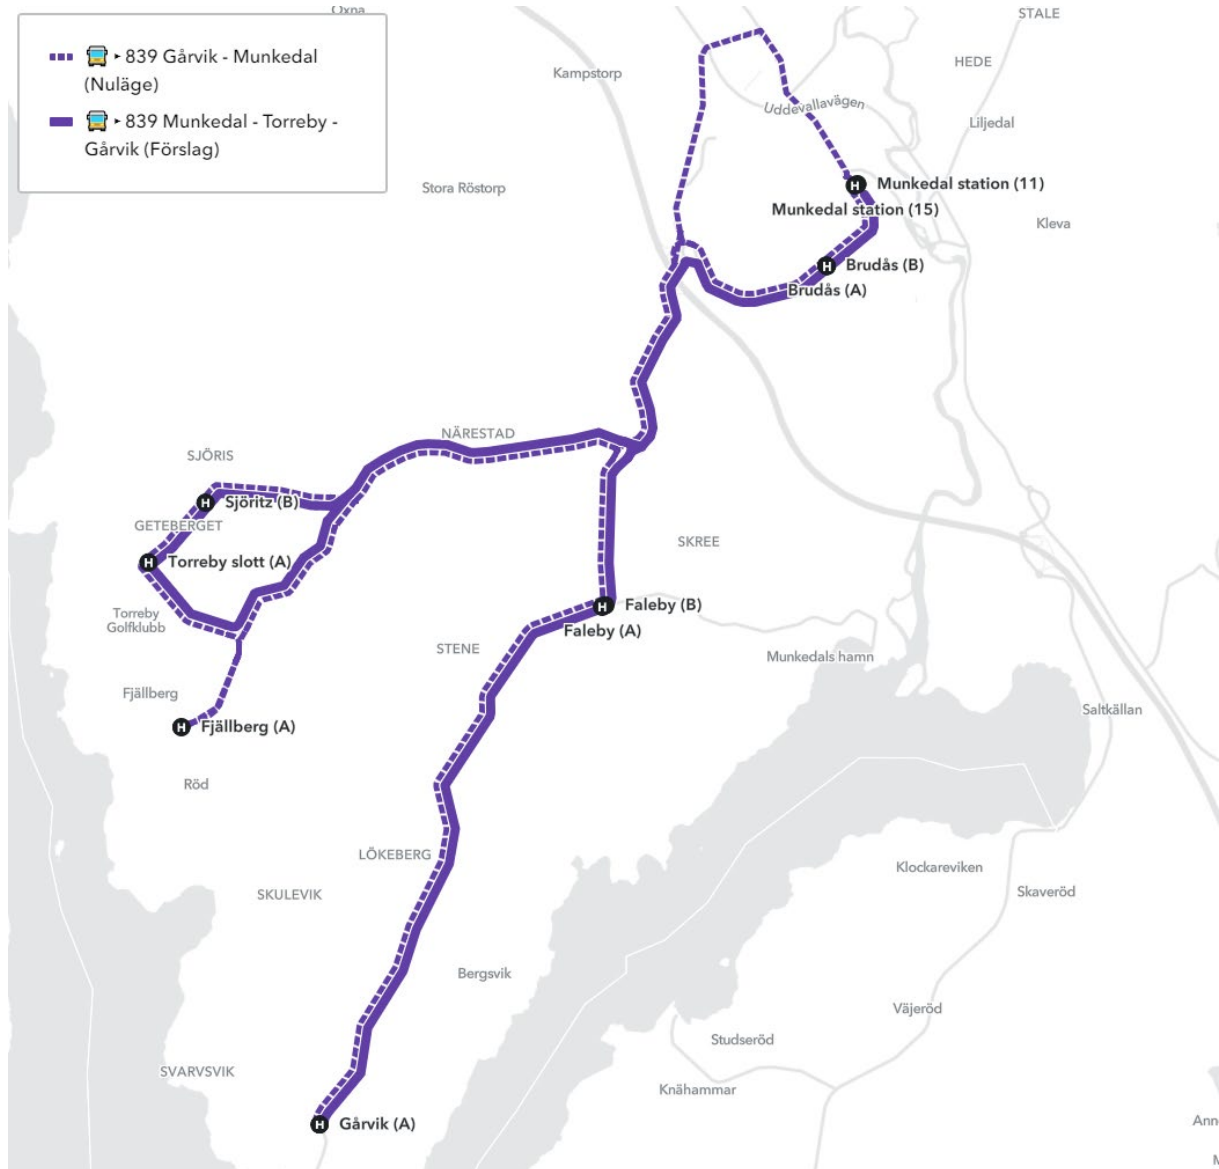 Oxna
839 Gårvik - Munkedal
(Nuläge)
839 Munkedal - Torreby -
Gårvik (Förslag)
STALE
HEDE
Kampstorp
Uddevallavägen
Liljedal
Stora Röstorp
Munkedal station (11)
Munkedal station (15)
Kleva
Brudås (B)
Brudås (A)
NÄRESTAD
SJÖRIS
Sjöritz (B)
GETEBERGET
SKREE
Torreby slott (A)
Torreby
Golfklubb
Faleby (B)
Faleby (A)
STENE
Munkedals hamn
Fjällberg
Fjällberg (A)
Saltkällan
Röd
LÖKEBERG
Klockareviken
SKULEVIK
Skaveröd
Bergsvik
Väjeröd
Studseröd
SVARVSVIK
Knähammar
Gårvik (A)